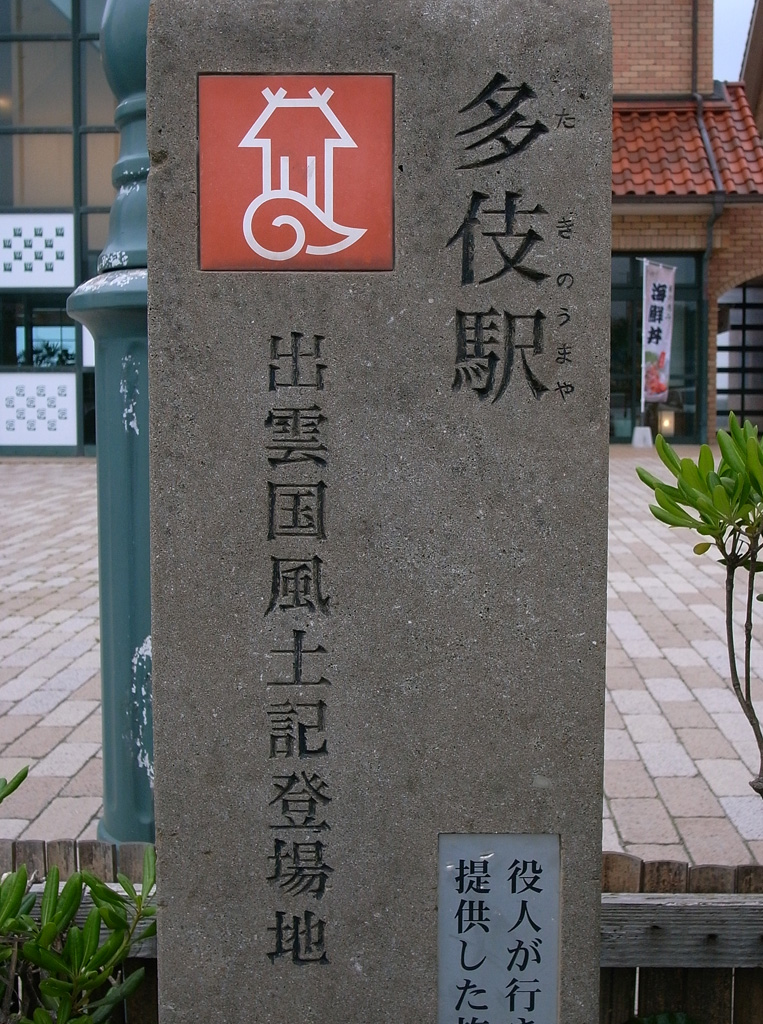 多伎駅
たきのうまや
出雲国風土記登場地
役人が行
提供した
海鮮丼